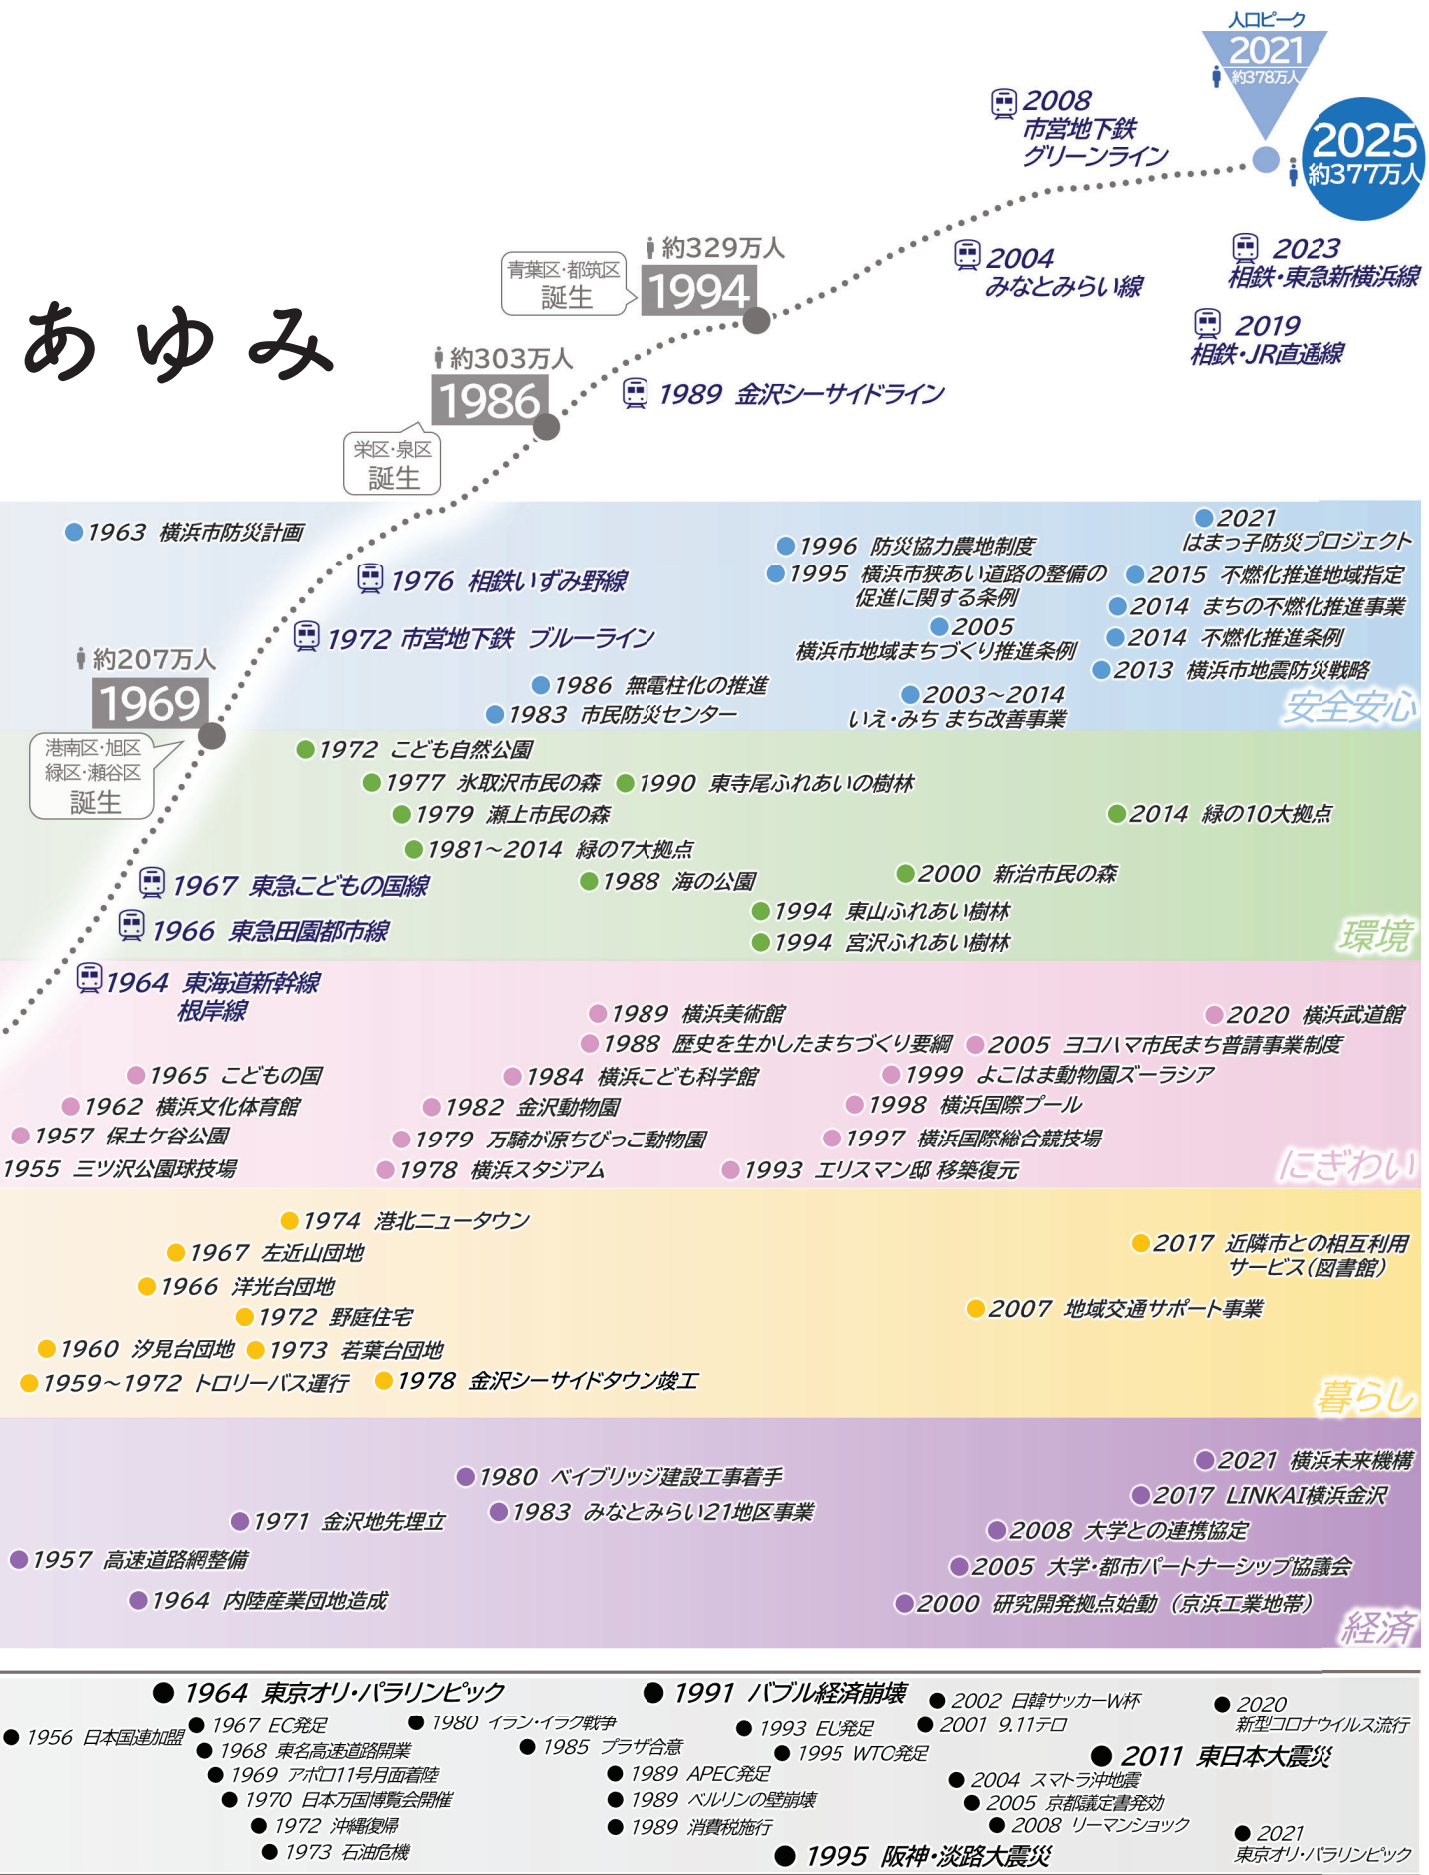 人口ピーク
2021
約378万人
2025
約377万人
2008
市営地下鉄
グリーンライン
2004
みなとみらい線
2023
相鉄・東急新横浜線
2019
相鉄・JR直通線
約329万人
1994
青葉区・都筑区
誕生
あゆみ
約303万人
1986
栄区・泉区
誕生
1989 金沢シーサイドライン
1976 相鉄いずみ野線
1972 市営地下鉄 ブルーライン
約207万人
1969
港南区・旭区
緑区・瀬谷区
誕生
1967 東急こどもの国線
1966 東急田園都市線
1964 東海道新幹線
根岸線
1963 横浜市防災計画
1996 防災協力農地制度
1995 横浜市狭あい道路の整備の
促進に関する条例
2005
横浜市地域まちづくり推進条例
1986 無電柱化の推進
1983 市民防災センター
2003～2014
いえ・みち まち改善事業
2021
はまっ子防災プロジェクト
2015 不燃化推進地域指定
2014 まちの不燃化推進事業
2014 不燃化推進条例
2013 横浜市地震防災戦略
安全安心
1972 こども自然公園
1977 氷取沢市民の森
1990 東寺尾ふれあいの樹林
1979 瀬上市民の森
2014 緑の10大拠点
1981～2014 緑の7大拠点
1988 海の公園
2000 新治市民の森
1994 東山ふれあい樹林
1994 宮沢ふれあい樹林
環境
1989 横浜美術館
2020 横浜武道館
1988 歴史を生かしたまちづくり要綱
2005 ヨコハマ市民まち普請事業制度
1965 こどもの国
1984 横浜こども科学館
1999 よこはま動物園ズーラシア
1962 横浜文化体育館
1982 金沢動物園
1998 横浜国際プール
1957 保土ケ谷公園
1979 万騎が原ちびっこ動物園
1997 横浜国際総合競技場
1955 三ツ沢公園球技場
1978 横浜スタジアム
1993 エリスマン邸 移築復元
にぎわい
1974 港北ニュータウン
1967 左近山団地
2017 近隣市との相互利用
サービス（図書館）
1966 洋光台団地
1972 野庭住宅
2007 地域交通サポート事業
1960 汐見台団地
1973 若葉台団地
1959～1972 トロリーバス運行
1978 金沢シーサイドタウン竣工
暮らし
1980 ベイブリッジ建設工事着手
2021 横浜未来機構
1983 みなとみらい21地区事業
2017 LINKAI横浜金沢
1971 金沢地先埋立
2008 大学との連携協定
1957 高速道路網整備
2005 大学・都市パートナーシップ協議会
1964 内陸産業団地造成
2000 研究開発拠点始動 （京浜工業地帯）
経済
1964 東京オリ・パラリンピック
1991 バブル経済崩壊
2002 日韓サッカーW杯
2020
新型コロナウイルス流行
1956 日本国連加盟
1967 EC発足
1980 イラン・イラク戦争
1993 EU発足
2001 9.11テロ
1968 東名高速道路開業
1985 プラザ合意
1995 WTO発足
2011 東日本大震災
1969 アポロ11号月面着陸
1989 APEC発足
2004 スマトラ沖地震
1970 日本万国博覧会開催
1989 ベルリンの壁崩壊
2005 京都議定書発効
1972 沖縄復帰
1989 消費税施行
2008 リーマンショック
1973 石油危機
1995 阪神・淡路大震災
2021
東京オリ・パラリンピック